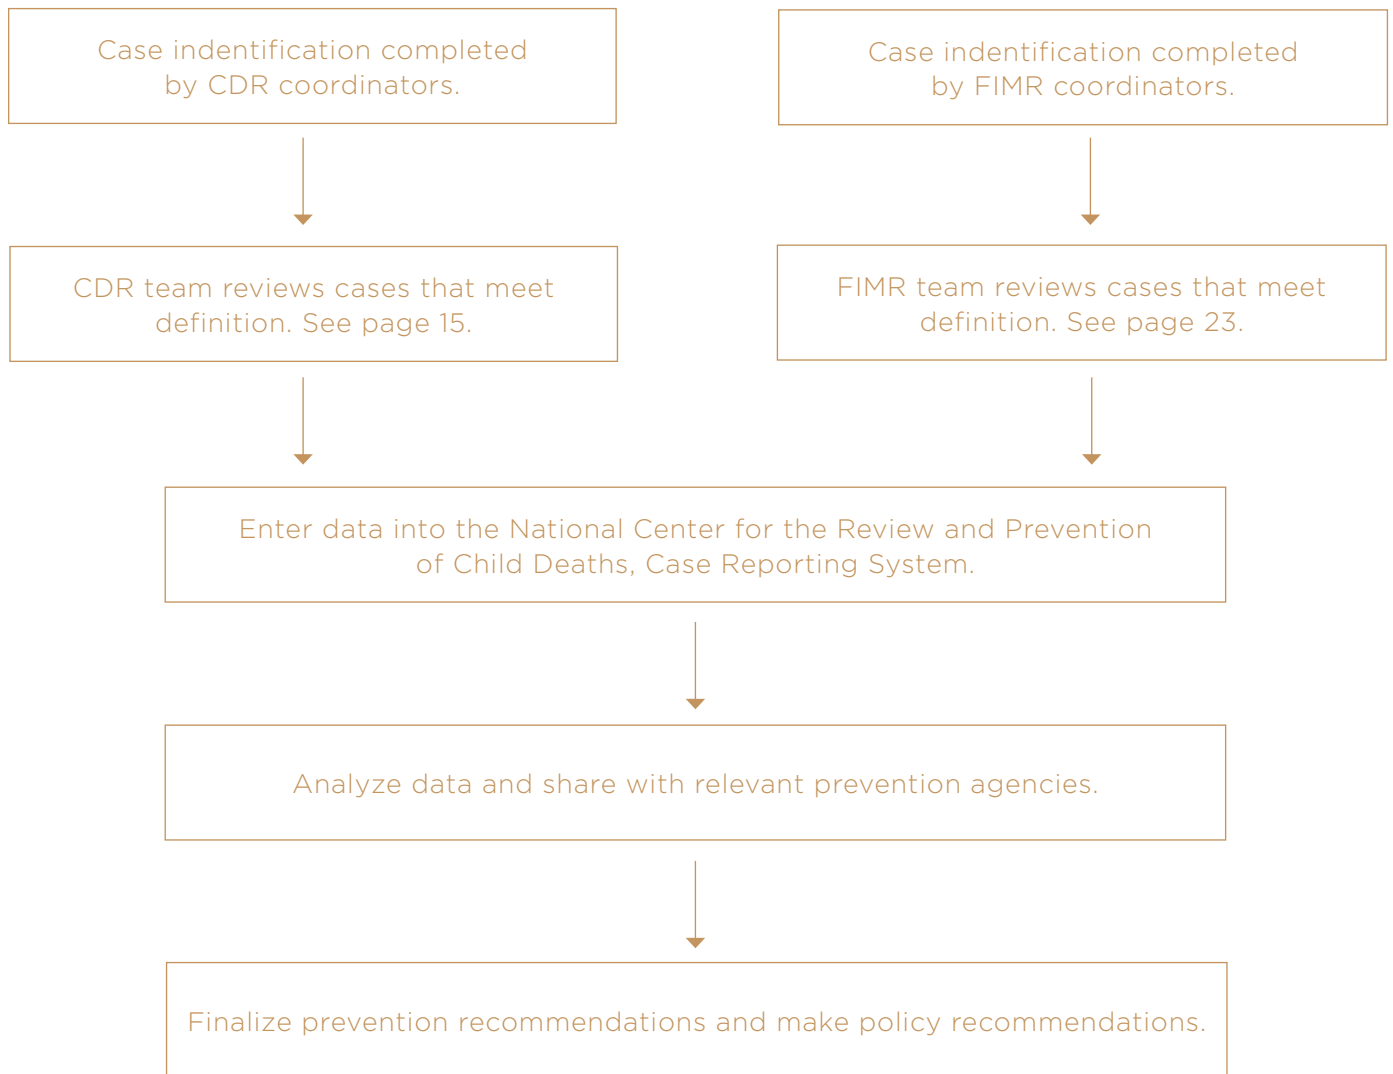 Case indentification completed
by CDR coordinators.
Case indentification completed
by FIMR coordinators.
CDR team reviews cases that meet
definition. See page 15.
FIMR team reviews cases that meet
definition. See page 23.
Enter data into the National Center for the Review and Prevention
of Child Deaths, Case Reporting System.
Analyze data and share with relevant prevention agencies.
Finalize prevention recommendations and make policy recommendations.